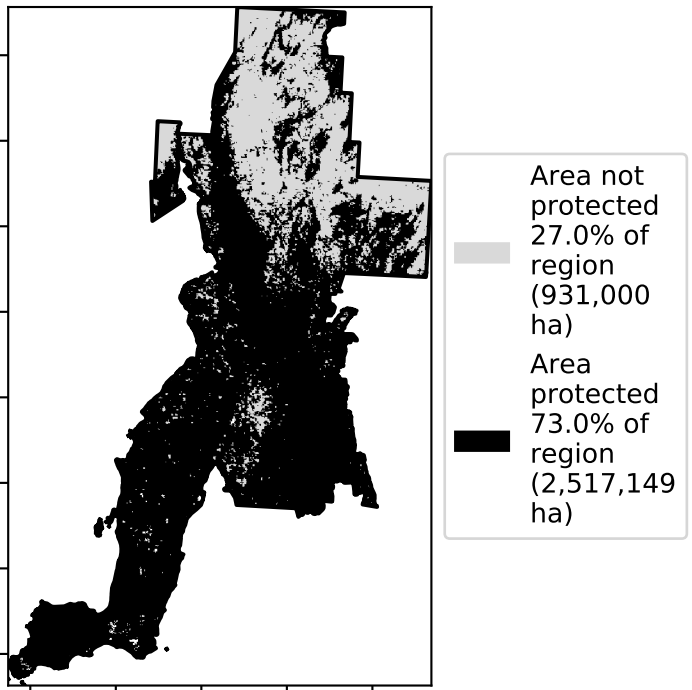 Area not
protected
27.0% of
region
(931,000
ha)
Area
protected
73.0% of
region
(2,517,149
ha)